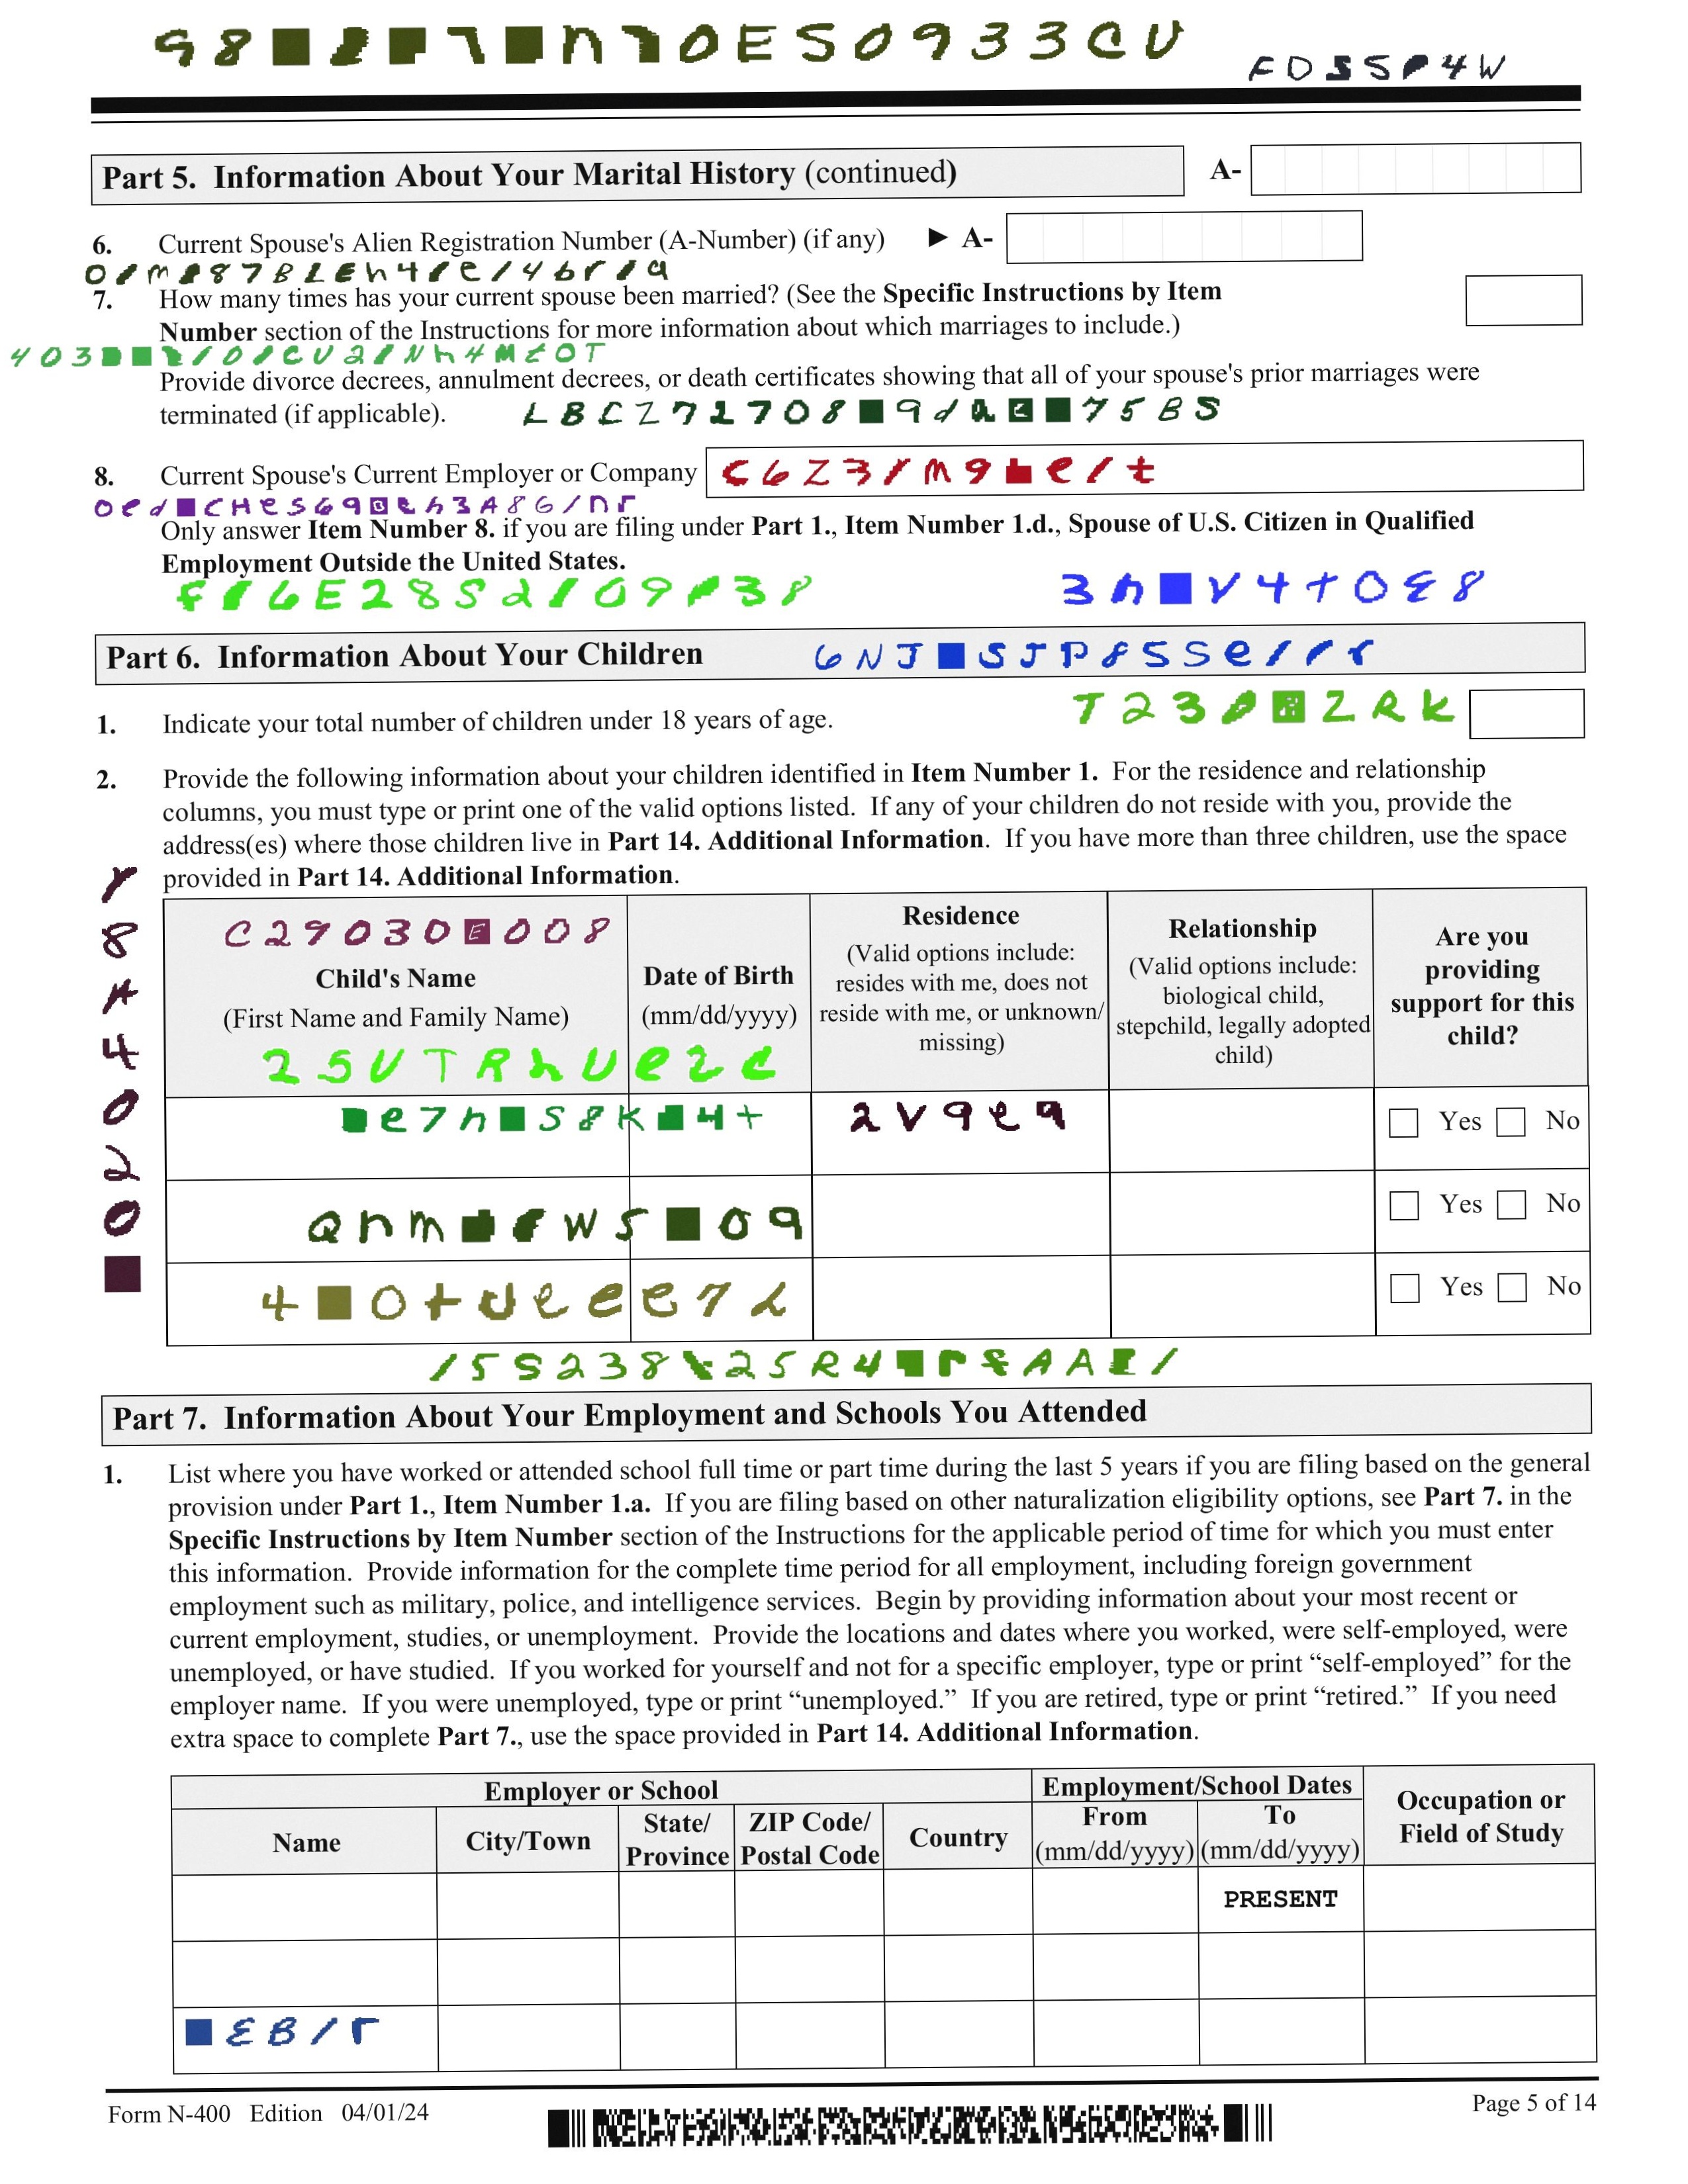 Part 5. Information About Your Marital History (continued)
A-
6. Current Spouse's Alien Registration Number (A-Number) (if any) ► A-
7. How many times has your current spouse been married? (See the Specific Instructions by Item
Number section of the Instructions for more information about which marriages to include.)
Provide divorce decrees, annulment decrees, or death certificates showing that all of your spouse's prior marriages were
terminated (if applicable).
8. Current Spouse's Current Employer or Company
Only answer Item Number 8. if you are filing under Part 1., Item Number 1.d., Spouse of U.S. Citizen in Qualified
Employment Outside the United States.
Part 6. Information About Your Children
1. Indicate your total number of children under 18 years of age.
2. Provide the following information about your children identified in Item Number 1. For the residence and relationship
columns, you must type or print one of the valid options listed. If any of your children do not reside with you, provide the
address(es) where those children live in Part 14. Additional Information. If you have more than three children, use the space
provided in Part 14. Additional Information.
Child's Name
(First Name and Family Name)
2SUTRhUe2C
Date of Birth
(mm/dd/yyyy)
Residence
(Valid options include:
resides with me, does not
reside with me, or unknown/
missing)
Relationship
(Valid options include:
biological child,
stepchild, legally adopted
child)
Are you
providing
support for this
child?
2V9e9
Yes No
Yes No
Yes No
Part 7. Information About Your Employment and Schools You Attended
1. List where you have worked or attended school full time or part time during the last 5 years if you are filing based on the general
provision under Part 1., Item Number 1.a. If you are filing based on other naturalization eligibility options, see Part 7. in the
Specific Instructions by Item Number section of the Instructions for the applicable period of time for which you must enter
this information. Provide information for the complete time period for all employment, including foreign government
employment such as military, police, and intelligence services. Begin by providing information about your most recent or
current employment, studies, or unemployment. Provide the locations and dates where you worked, were self-employed, were
unemployed, or have studied. If you worked for yourself and not for a specific employer, type or print “self-employed” for the
employer name. If you were unemployed, type or print “unemployed.” If you are retired, type or print “retired.” If you need
extra space to complete Part 7., use the space provided in Part 14. Additional Information.
Employer or School
Employment/School Dates
Name
City/Town
State/
Province
ZIP Code/
Postal Code
Country
From
(mm/dd/yyyy)
To
(mm/dd/yyyy)
Occupation or
Field of Study
PRESENT
Form N-400 Edition 04/01/24
Page 5 of 14